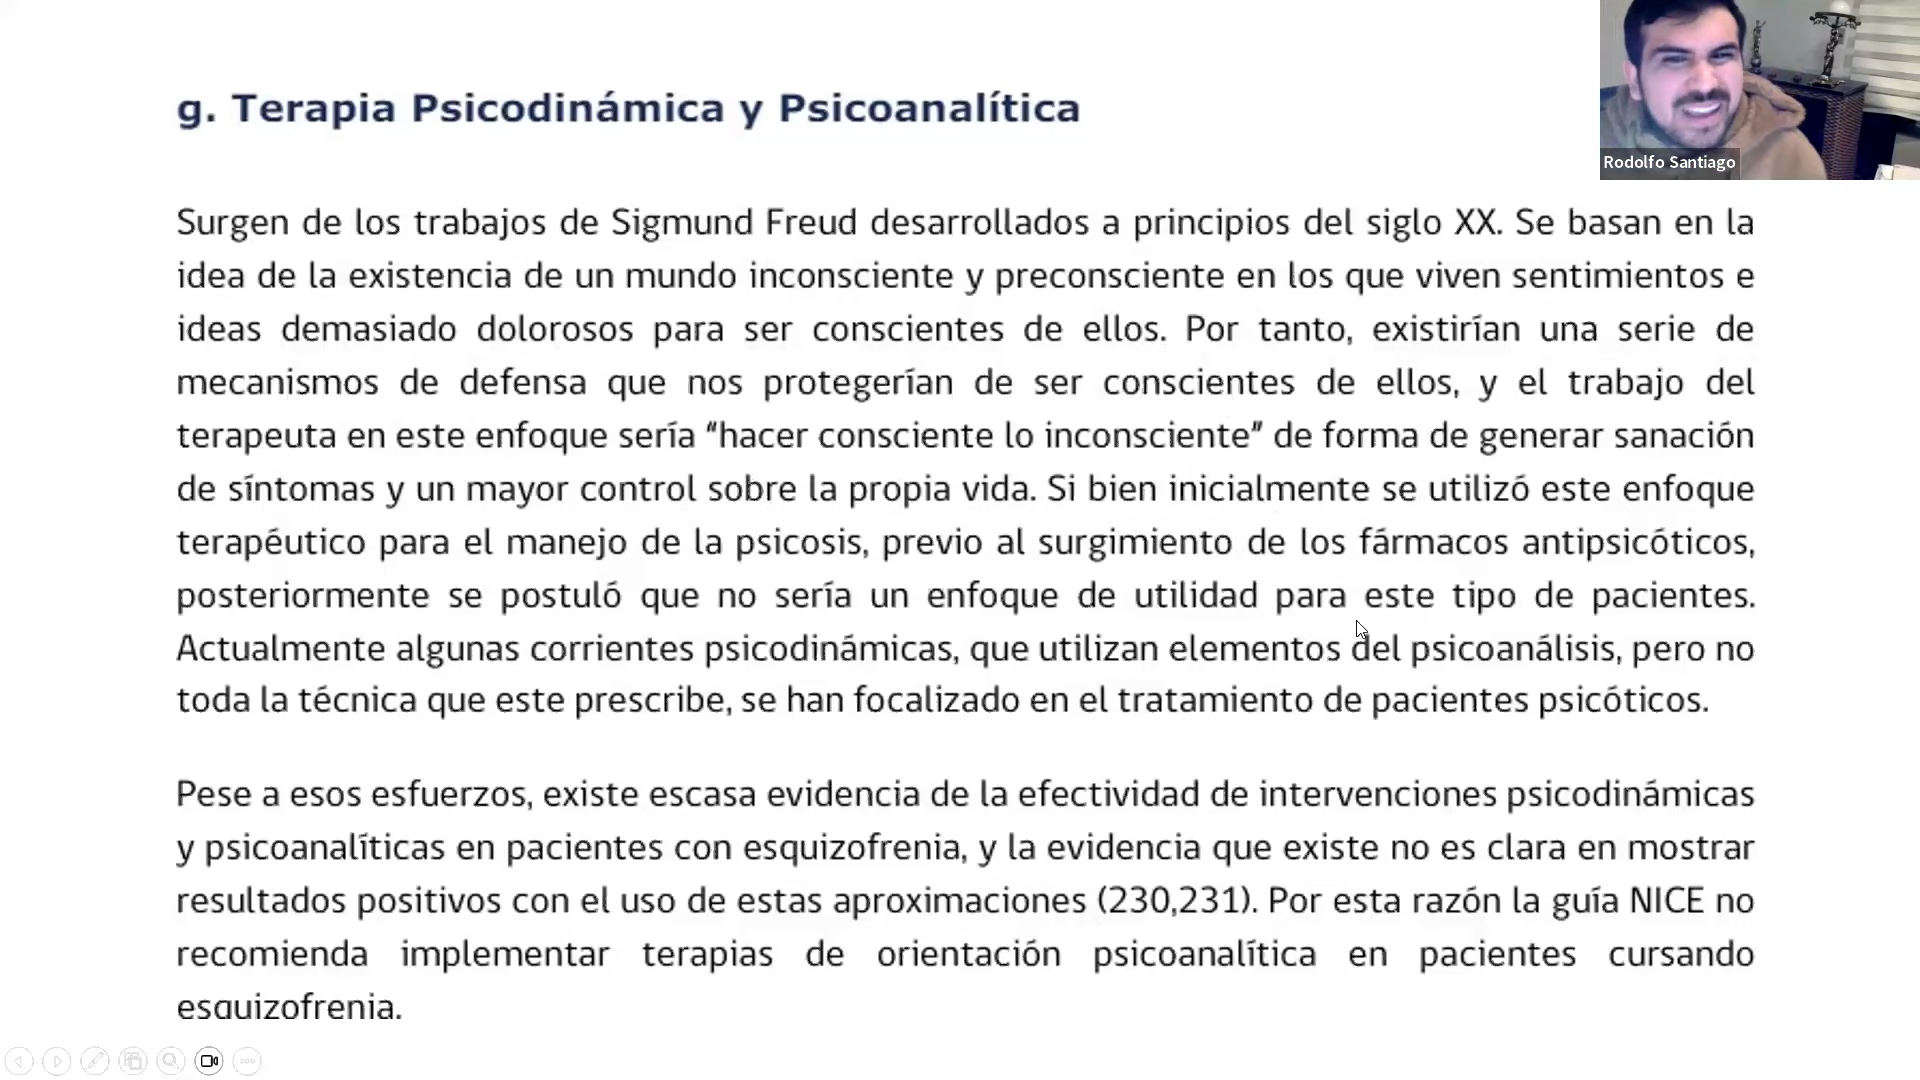 g. Terapia Psicodinámica y Psicoanalítica
Rodolfo Santiago
Surgen de los trabajos de Sigmund Freud desarrollados a principios del siglo XX. Se basan en la
idea de la existencia de un mundo inconsciente y preconsciente en los que viven sentimientos e
ideas demasiado dolorosos para ser conscientes de ellos. Por tanto, existirían una serie de
mecanismos de defensa que nos protegerían de ser conscientes de ellos, y el trabajo del
terapeuta en este enfoque sería “hacer consciente lo inconsciente” de forma de generar sanación
de síntomas y un mayor control sobre la propia vida. Si bien inicialmente se utilizó este enfoque
terapéutico para el manejo de la psicosis, previo al surgimiento de los fármacos antipsicóticos,
posteriormente se postuló que no sería un enfoque de utilidad para este tipo de pacientes.
Actualmente algunas corrientes psicodinámicas, que utilizan elementos del psicoanálisis, pero no
toda la técnica que este prescribe, se han focalizado en el tratamiento de pacientes psicóticos.
Pese a esos esfuerzos, existe escasa evidencia de la efectividad de intervenciones psicodinámicas
y psicoanalíticas en pacientes con esquizofrenia, y la evidencia que existe no es clara en mostrar
resultados positivos con el uso de estas aproximaciones (230,231). Por esta razón la guía NICE no
recomienda implementar terapias de orientación psicoanalítica en pacientes cursando
esquizofrenia.